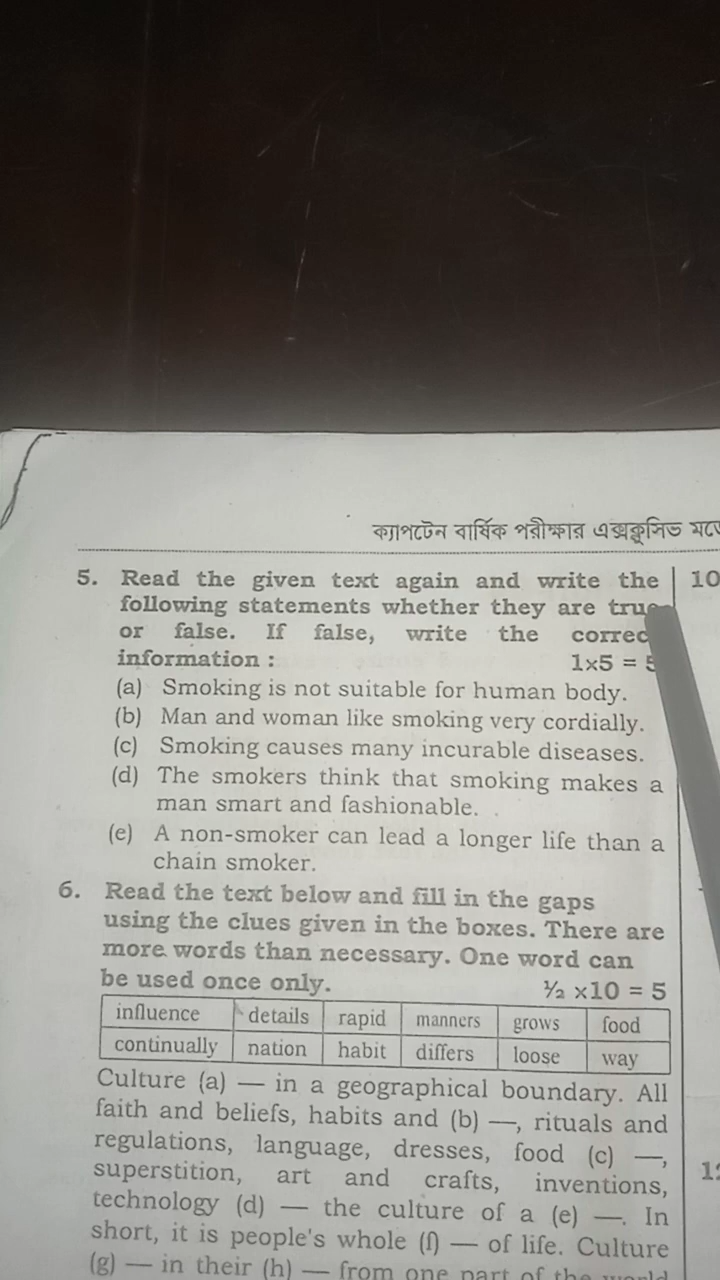 ক্যাপটেন বার্ষিক পরীক্ষার এক্সক্লুসিভ
5. Read the given text again and write the
following statements whether they are true
or false. If false, write the correc
information : 1×5 = 5
(a) Smoking is not suitable for human body.
(b) Man and woman like smoking very cordially.
(c) Smoking causes many incurable diseases.
(d) The smokers think that smoking makes a
man smart and fashionable.
(e) A non-smoker can lead a longer life than a
chain smoker.
6. Read the text below and fill in the gaps
using the clues given in the boxes. There are
more words than necessary. One word can
be used once only. ½ ×10 = 5
influence details rapid manners grows food
continually nation habit differs loose way
Culture (a) — in a geographical boundary. All
faith and beliefs, habits and (b) —, rituals and
regulations, language, dresses, food (c) —,
superstition, art and crafts, inventions,
technology (d) — the culture of a (e) —. In
short, it is people's whole (f) — of life. Culture
(g) — in their (h) — from one part of the world
10